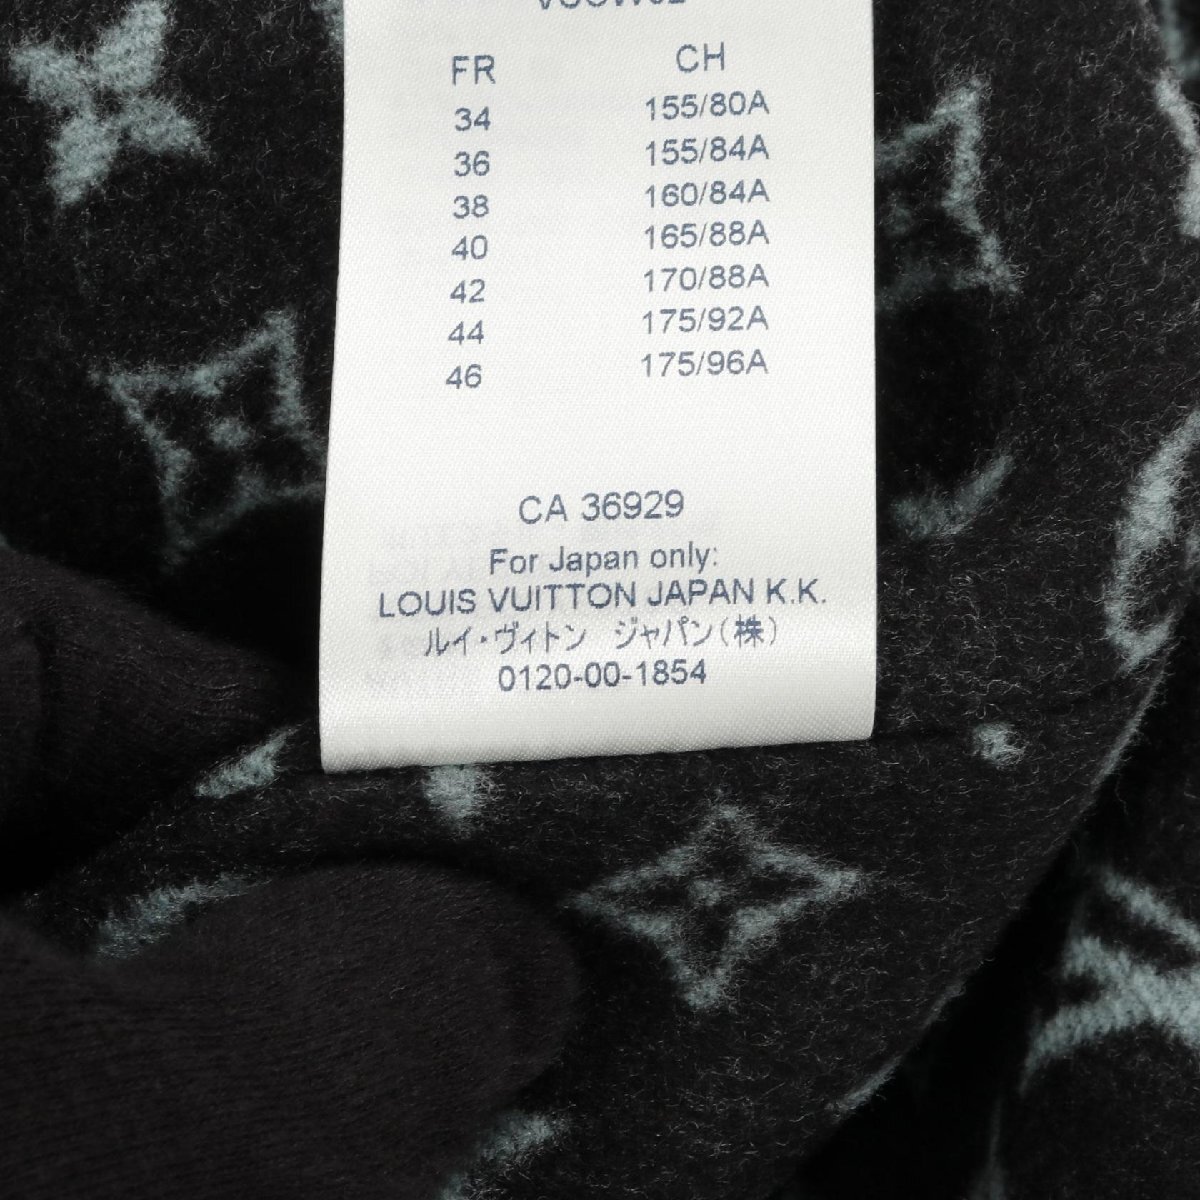 FR CH
34 155/80A
36 155/84A
38 160/84A
40 165/88A
42 170/88A
44 175/92A
46 175/96A
CA 36929
For Japan only:
LOUIS VUITTON JAPAN K.K.
ルイ・ヴィトン ジャパン(株)
0120-00-1854